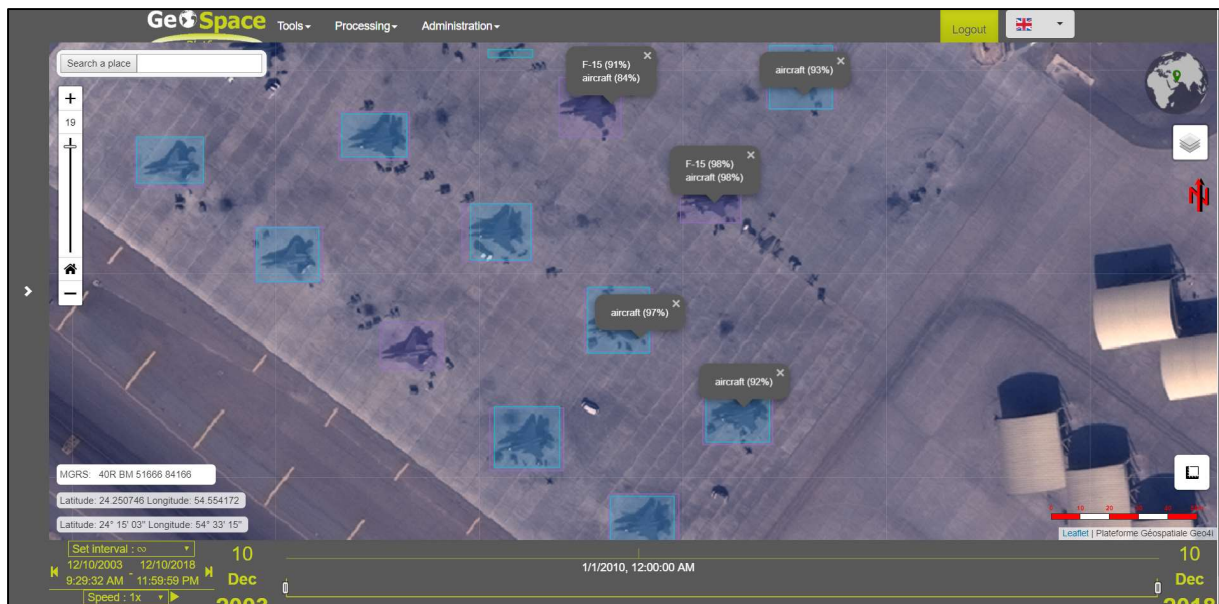 GeoSpace
Tools
Processing
Administration
Logout
Search a place
F-15 (91%)
aircraft (84%)
aircraft (93%)
19
F-15 (98%)
aircraft (98%)
aircraft (97%)
aircraft (92%)
MGRS: 40R BM 51666 84166
Latitude: 24.250746 Longitude: 54.554172
Latitude: 24° 15' 03" Longitude: 54° 33' 15"
10 20
Leaflet | Plateforme Géospatiale Geo4i
Set interval : ∞
12/10/2003 - 12/10/2018
9:29:32 AM 11:59:59 PM
Speed : 1x
10
Dec
2003
1/1/2010, 12:00:00 AM
10
Dec
2018